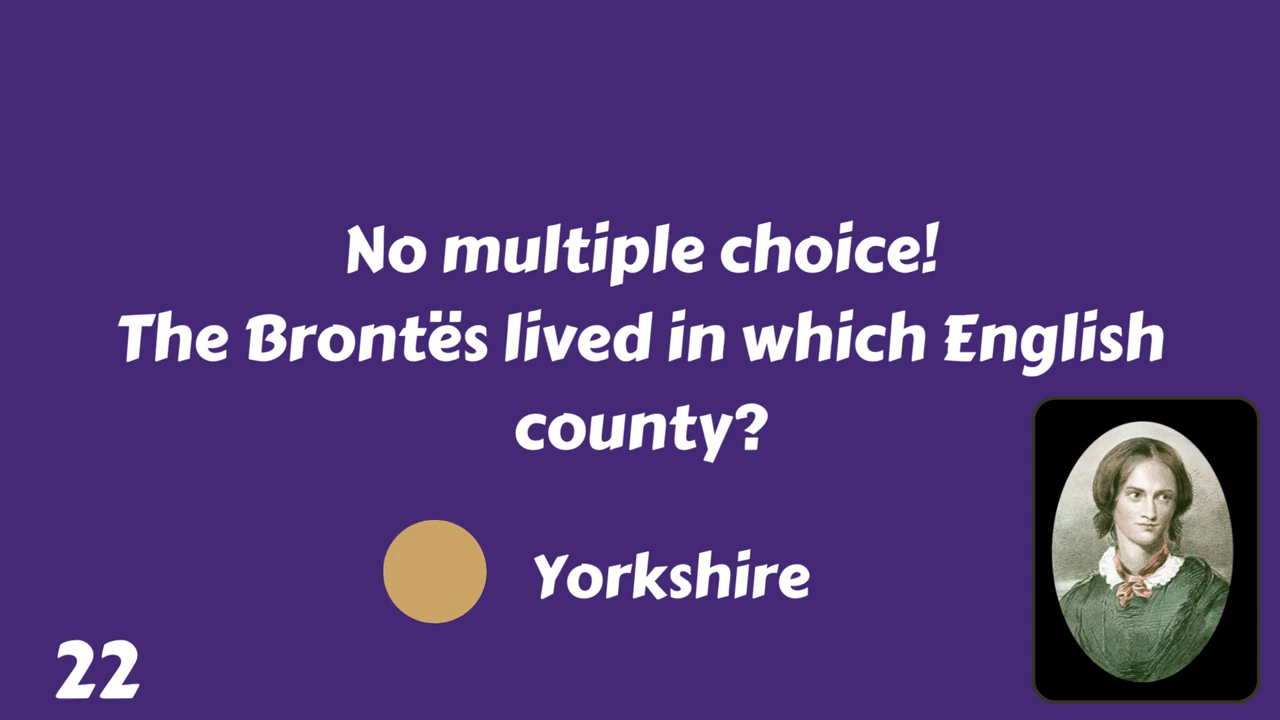 No multiple choice!
The Brontës lived in which English
county?
Yorkshire
22